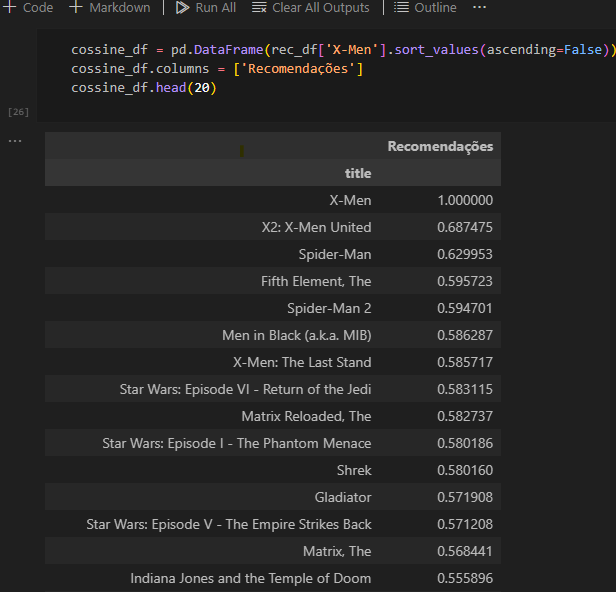 + Code + Markdown | Run All Clear All Outputs | Outline ...
cossine_df = pd.DataFrame(rec_df['X-Men'].sort_values(ascending=False))
cossine_df.columns = ['Recomendações']
cossine_df.head(20)
[26]
...
Recomendações
title
X-Men 1.000000
X2: X-Men United 0.687475
Spider-Man 0.629953
Fifth Element, The 0.595723
Spider-Man 2 0.594701
Men in Black (a.k.a. MIB) 0.586287
X-Men: The Last Stand 0.585717
Star Wars: Episode VI - Return of the Jedi 0.583115
Matrix Reloaded, The 0.582737
Star Wars: Episode I - The Phantom Menace 0.580186
Shrek 0.580160
Gladiator 0.571908
Star Wars: Episode V - The Empire Strikes Back 0.571208
Matrix, The 0.568441
Indiana Jones and the Temple of Doom 0.555896